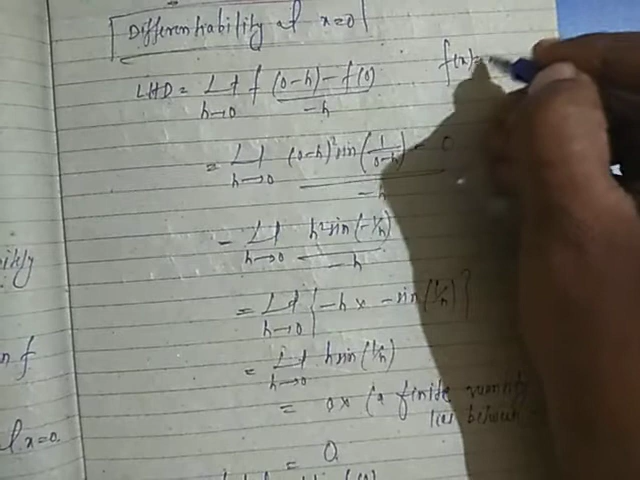 Differentiability at x=0
LHD = Lt h→0 f (0-h) - f(0) / -h
f(x)=
= Lt h→0 (0-h)² sin(1/0-h) - 0 / -h
= Lt h→0 h² sin(-1/h) / -h
= Lt h→0 { -h × -sin(1/h) }
= Lt h→0 h sin(1/h)
= 0 × (a finite quantity
lies between
= 0
n f
x=0.